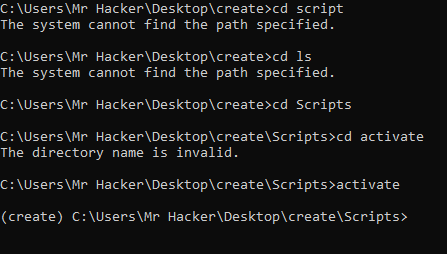 C:\Users\Mr Hacker\Desktop\create>cd script
The system cannot find the path specified.
C:\Users\Mr Hacker\Desktop\create>cd ls
The system cannot find the path specified.
C:\Users\Mr Hacker\Desktop\create>cd Scripts
C:\Users\Mr Hacker\Desktop\create\Scripts>cd activate
The directory name is invalid.
C:\Users\Mr Hacker\Desktop\create\Scripts>activate
(create) C:\Users\Mr Hacker\Desktop\create\Scripts>